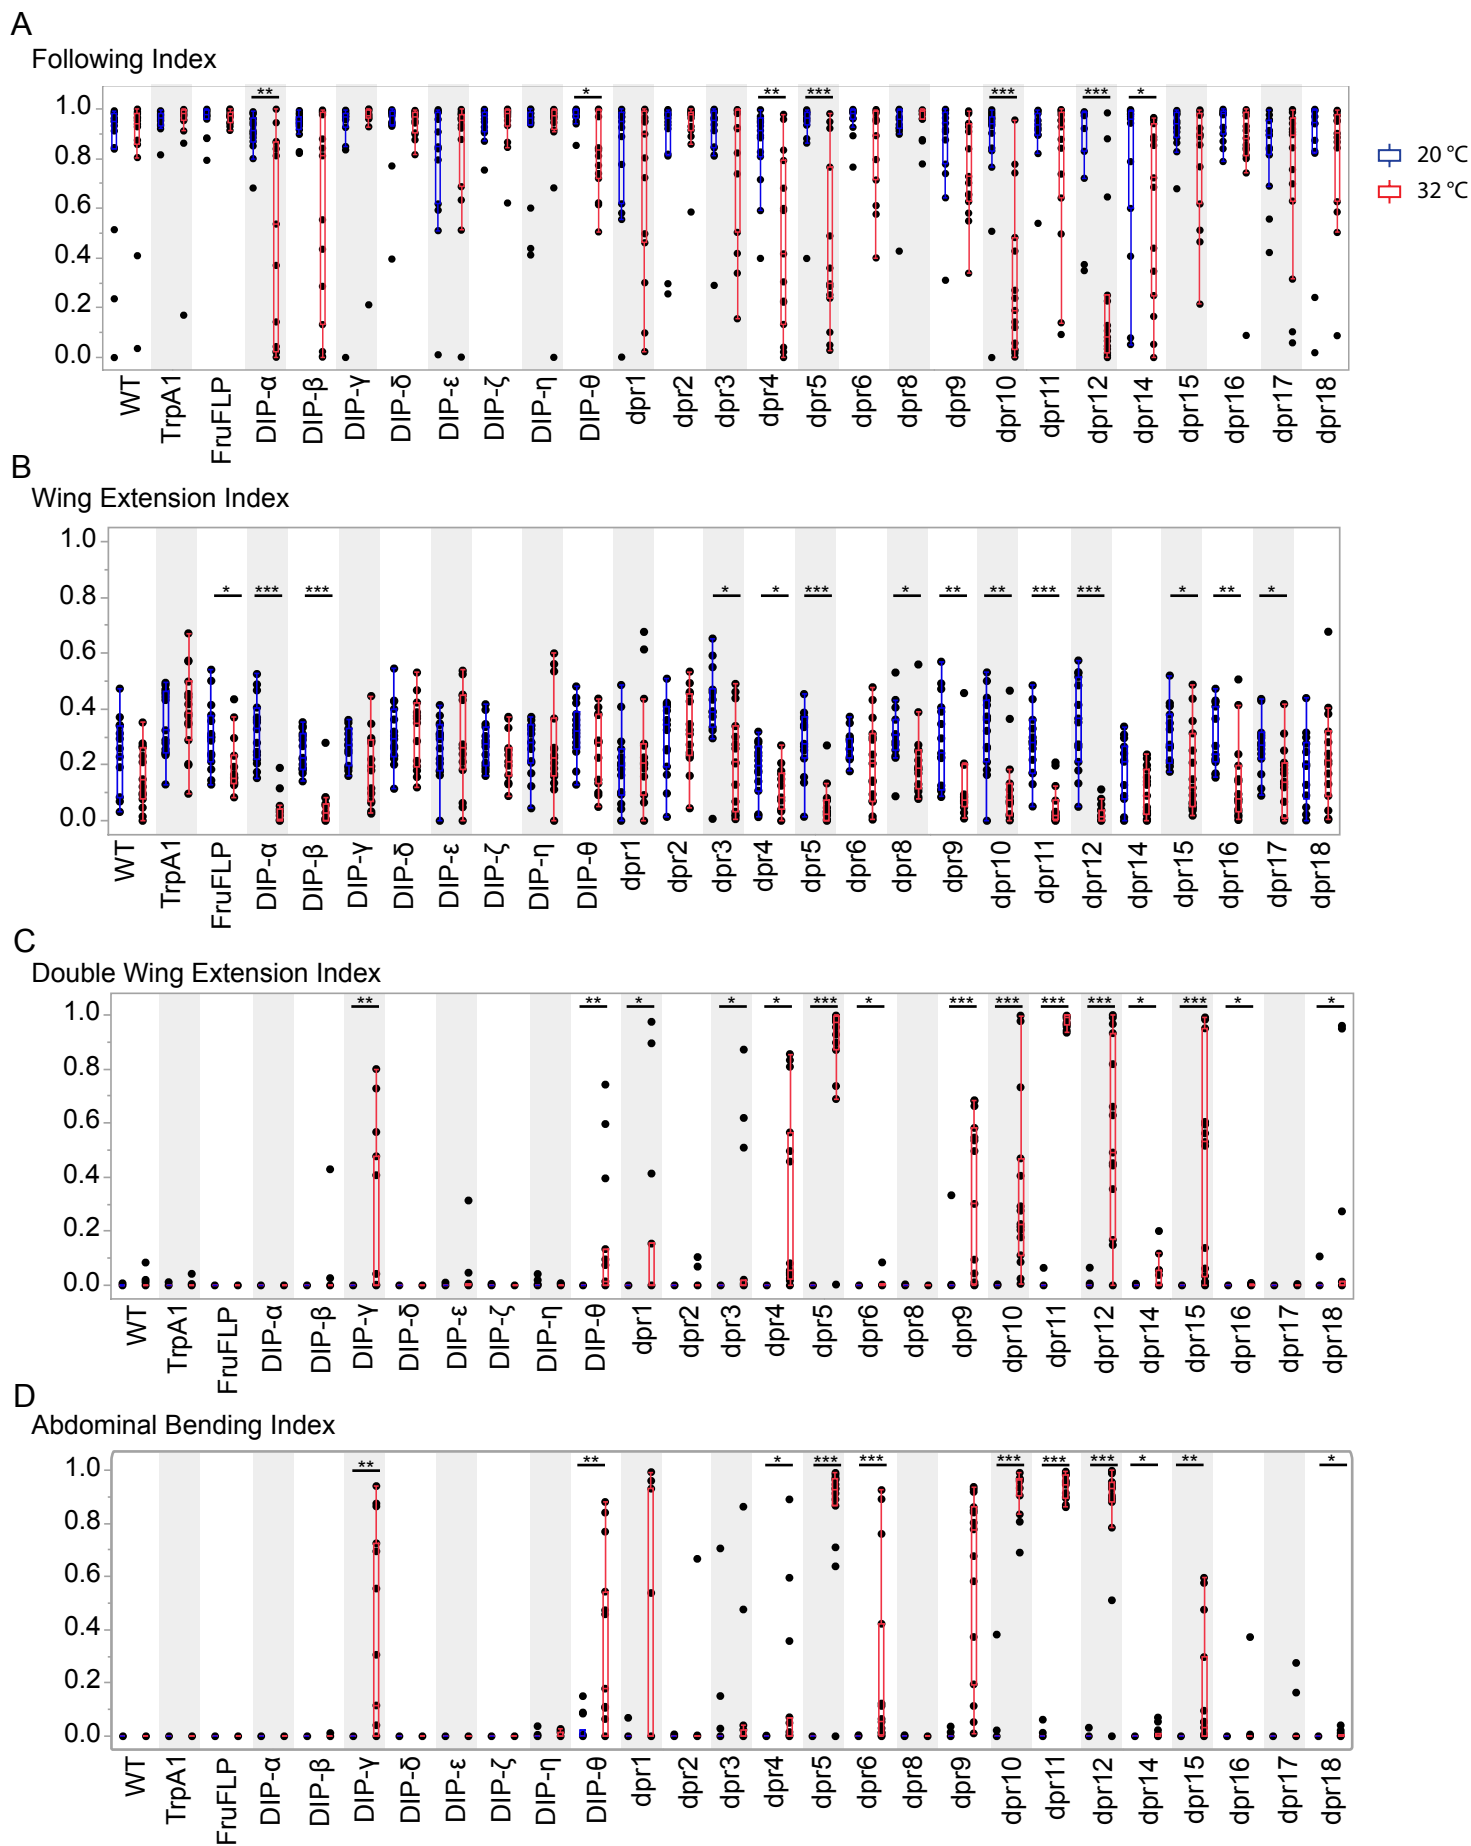 A
Following Index
** * ** *** *** *** *
1.0
0.8
0.6
0.4
0.2
0.0
20 °C
32 °C
WT TrpA1 FruFLP DIP-α DIP-β DIP-γ DIP-δ DIP-ε DIP-ζ DIP-η DIP-θ dpr1 dpr2 dpr3 dpr4 dpr5 dpr6 dpr8 dpr9 dpr10 dpr11 dpr12 dpr14 dpr15 dpr16 dpr17 dpr18
B
Wing Extension Index
1.0
0.8
* *** *** * * *** * ** ** *** *** * ** *
0.6
0.4
0.2
0.0
WT TrpA1 FruFLP DIP-α DIP-β DIP-γ DIP-δ DIP-ε DIP-ζ DIP-η DIP-θ dpr1 dpr2 dpr3 dpr4 dpr5 dpr6 dpr8 dpr9 dpr10 dpr11 dpr12 dpr14 dpr15 dpr16 dpr17 dpr18
C
Double Wing Extension Index
** ** * * * *** * *** *** *** *** * *** * *
1.0
0.8
0.6
0.4
0.2
0.0
WT TrpA1 FruFLP DIP-α DIP-β DIP-γ DIP-δ DIP-ε DIP-ζ DIP-η DIP-θ dpr1 dpr2 dpr3 dpr4 dpr5 dpr6 dpr8 dpr9 dpr10 dpr11 dpr12 dpr14 dpr15 dpr16 dpr17 dpr18
D
Abdominal Bending Index
** ** * *** *** *** *** *** * ** *
1.0
0.8
0.6
0.4
0.2
0.0
WT TrpA1 FruFLP DIP-α DIP-β DIP-γ DIP-δ DIP-ε DIP-ζ DIP-η DIP-θ dpr1 dpr2 dpr3 dpr4 dpr5 dpr6 dpr8 dpr9 dpr10 dpr11 dpr12 dpr14 dpr15 dpr16 dpr17 dpr18